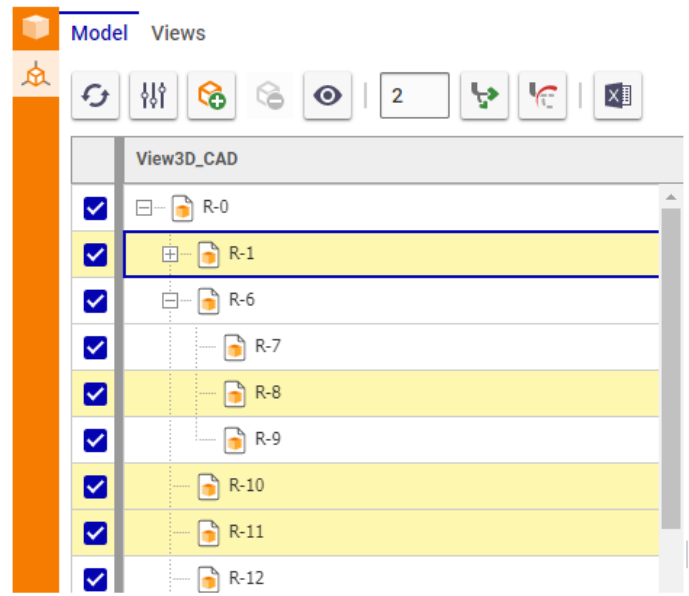 Model Views
2
View3D_CAD
R-0
R-1
R-6
R-7
R-8
R-9
R-10
R-11
R-12